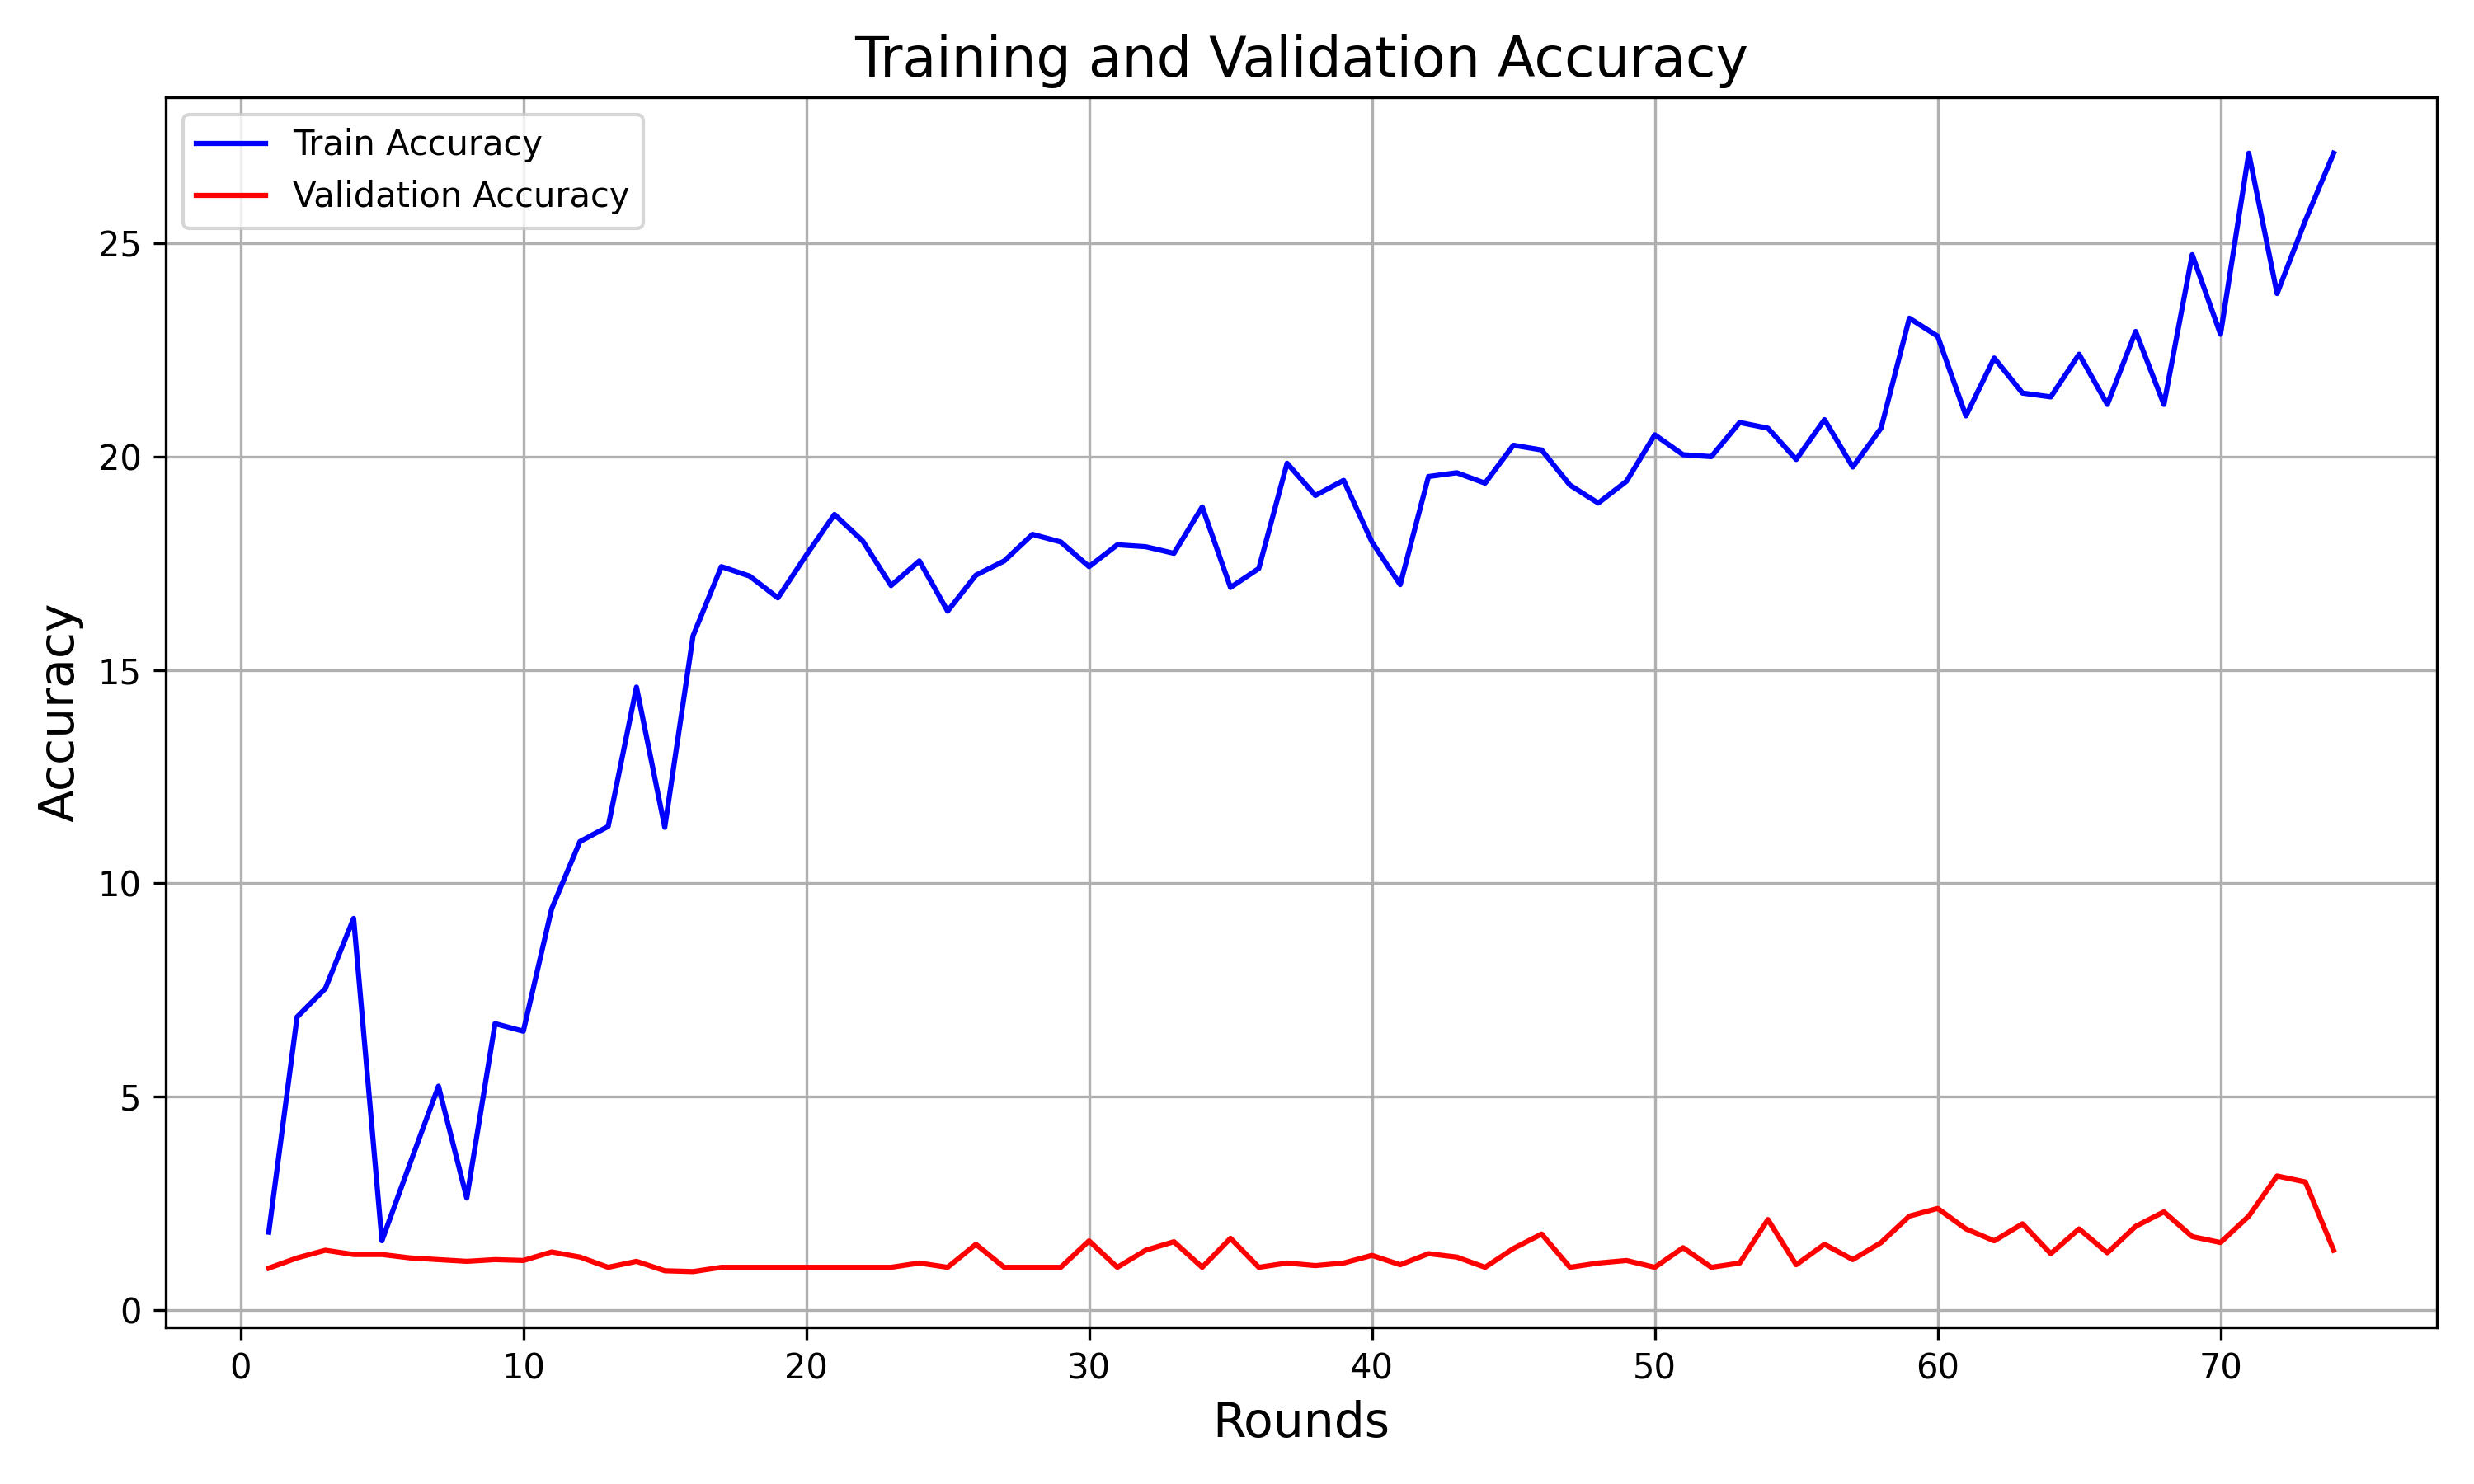 Training and Validation Accuracy
Train Accuracy
Validation Accuracy
Accuracy
25
20
15
10
5
0
0 10 20 30 40 50 60 70
Rounds